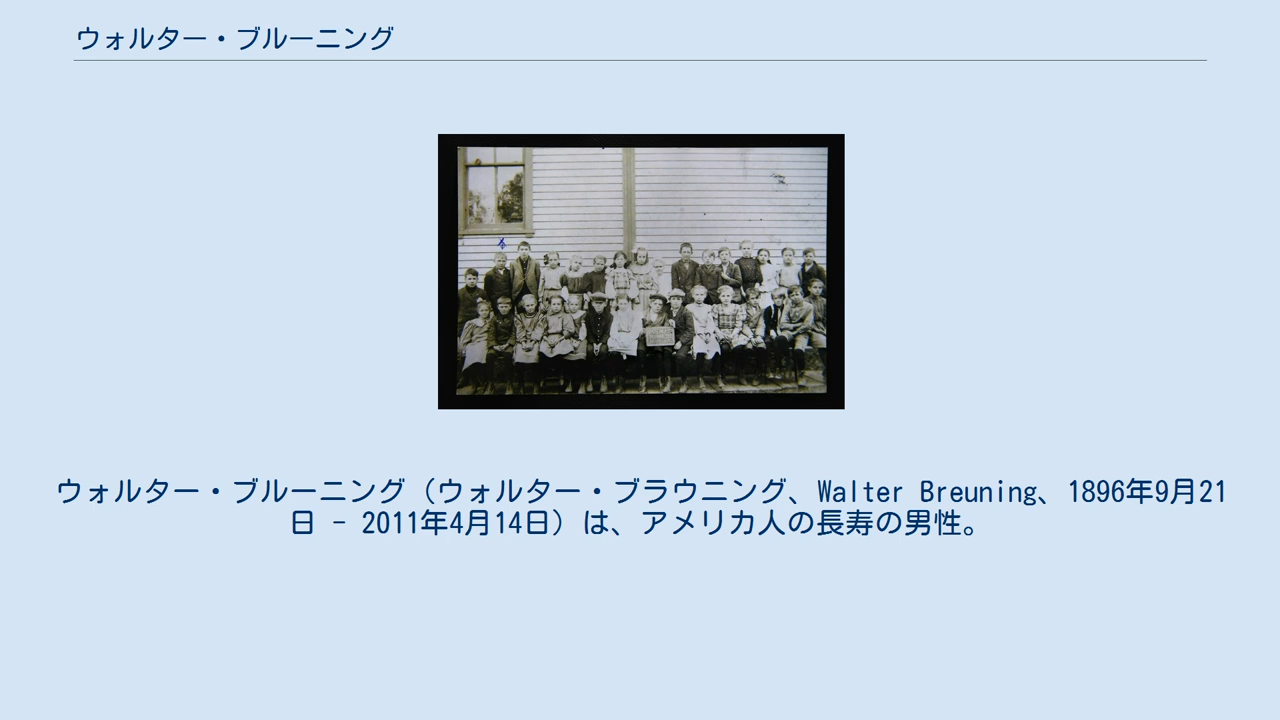 ウォルター・ブルーニング
ウォルター・ブルーニング（ウォルター・ブラウニング、Walter Breuning、1896年9月21
日 - 2011年4月14日）は、アメリカ人の長寿の男性。